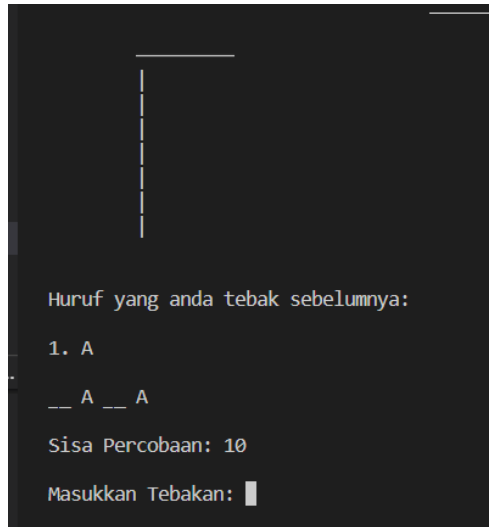 Huruf yang anda tebak sebelumnya:
1. A
__ A __ A
Sisa Percobaan: 10
Masukkan Tebakan: